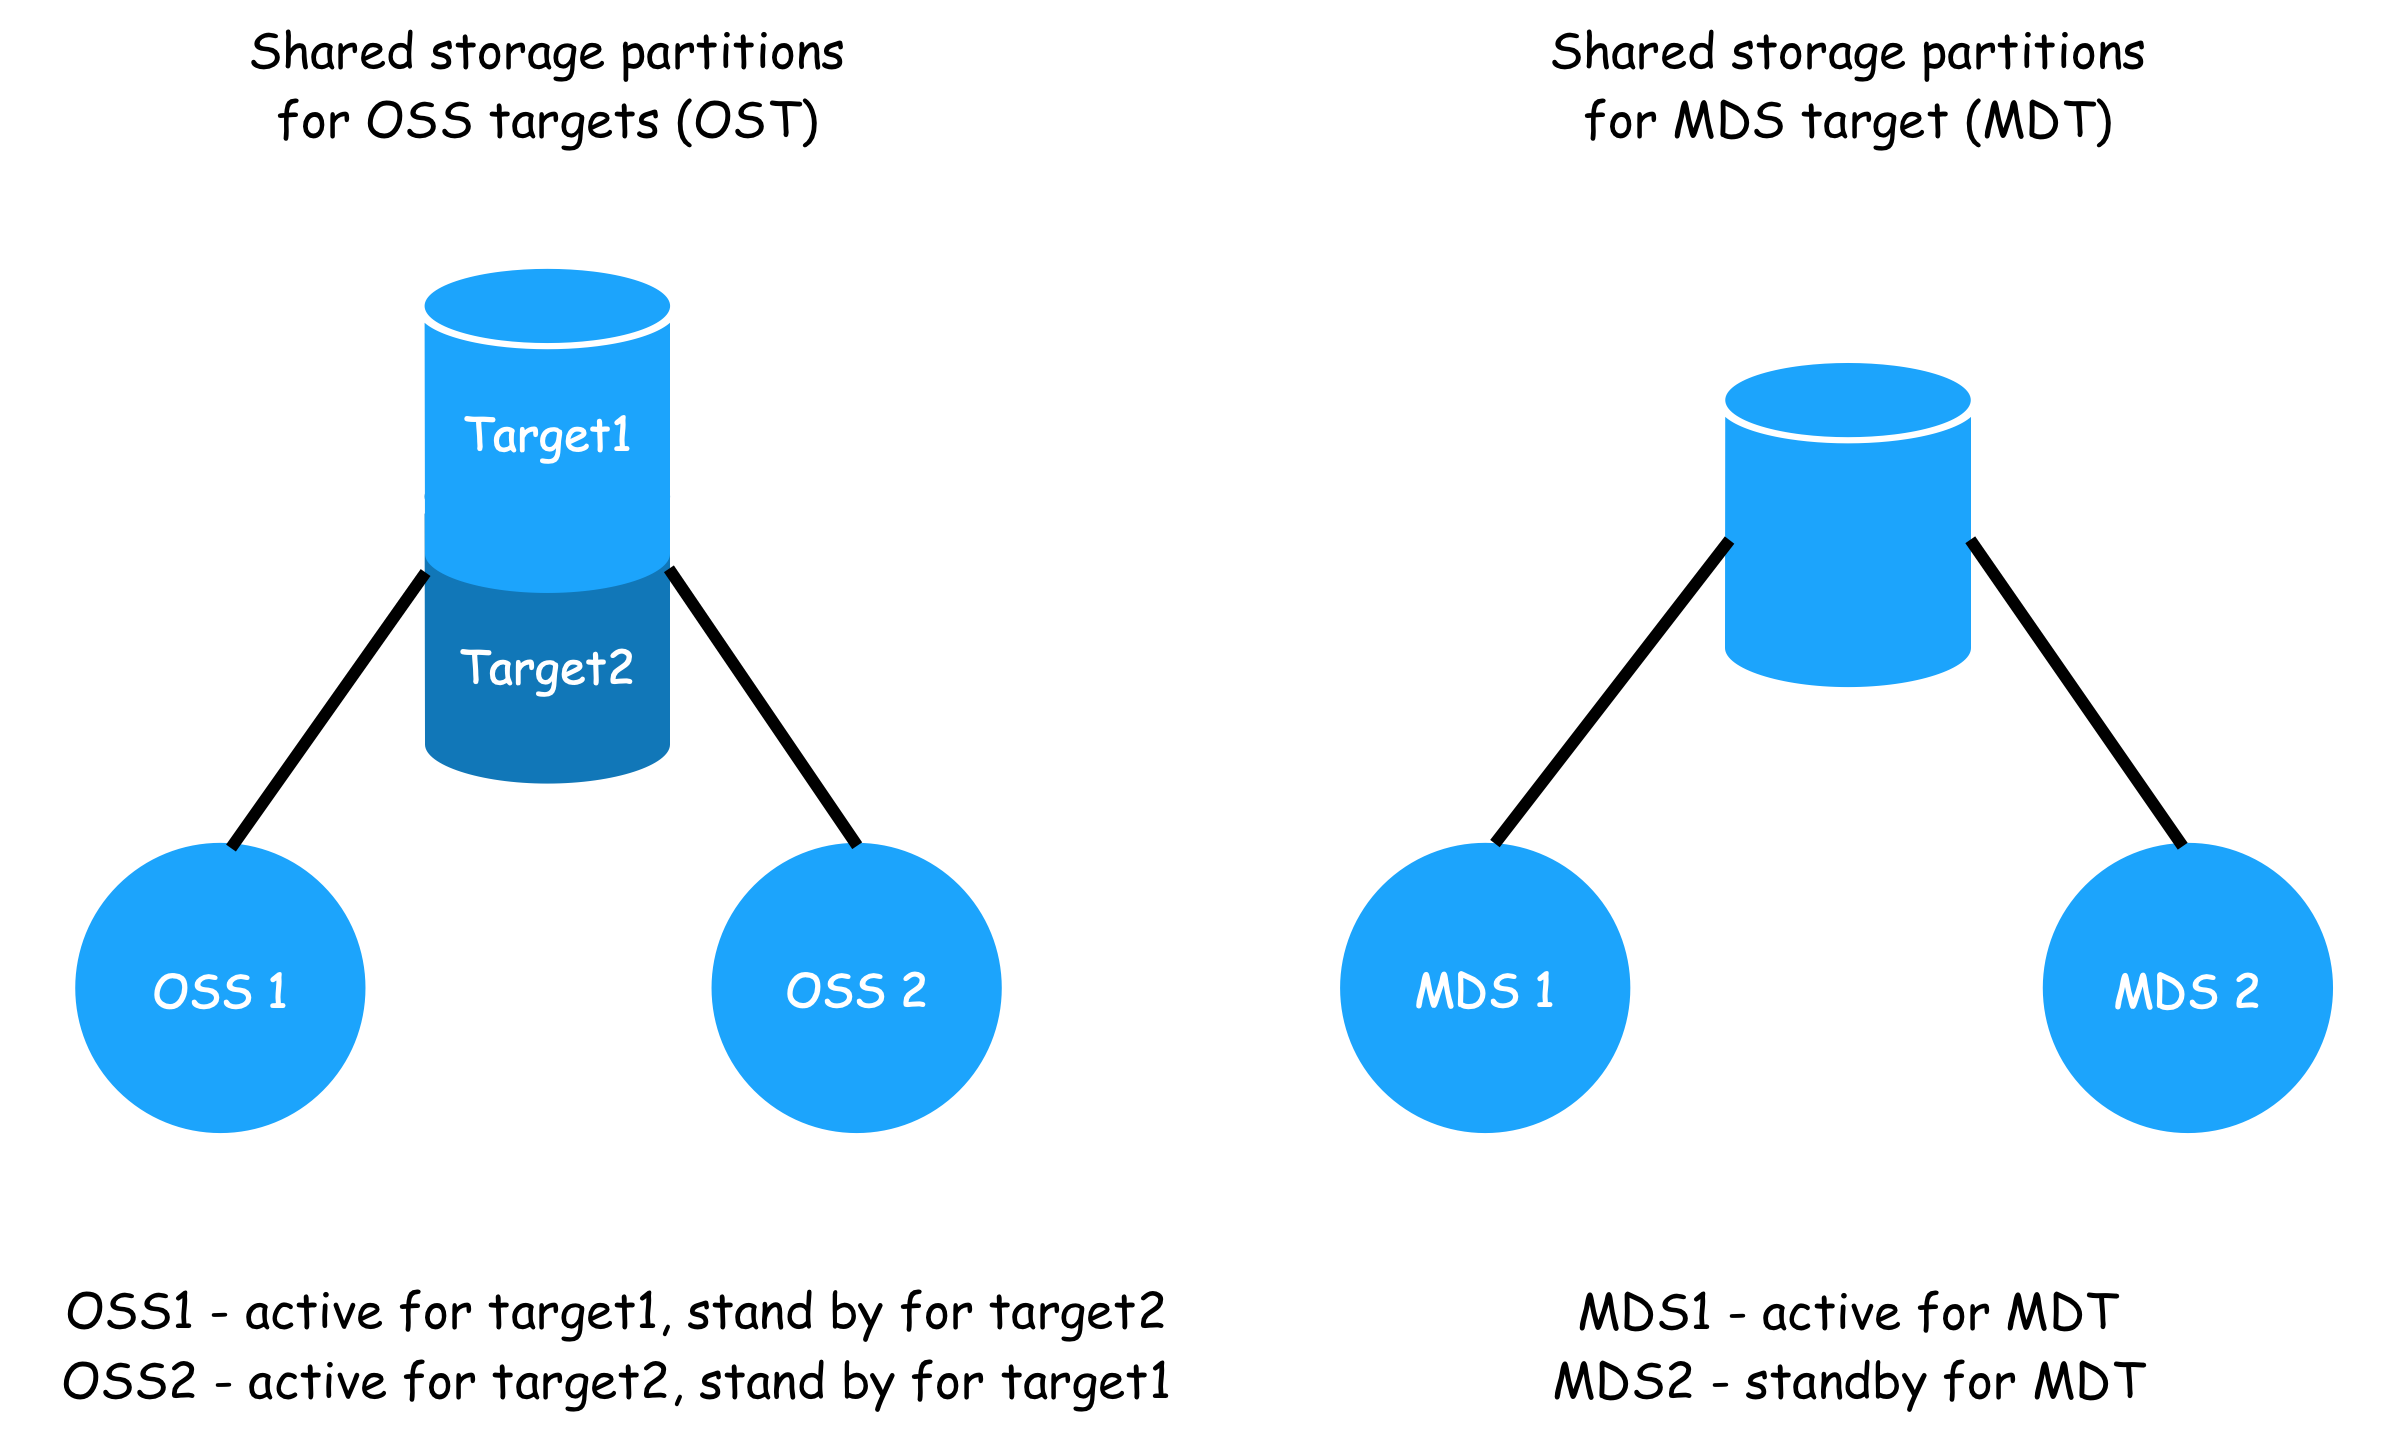 Shared storage partitions
for OSS targets (OST)
Target1
Target2
OSS 1
OSS 2
OSS1 - active for target1, stand by for target2
OSS2 - active for target2, stand by for target1
Shared storage partitions
for MDS target (MDT)
MDS 1
MDS 2
MDS1 - active for MDT
MDS2 - standby for MDT